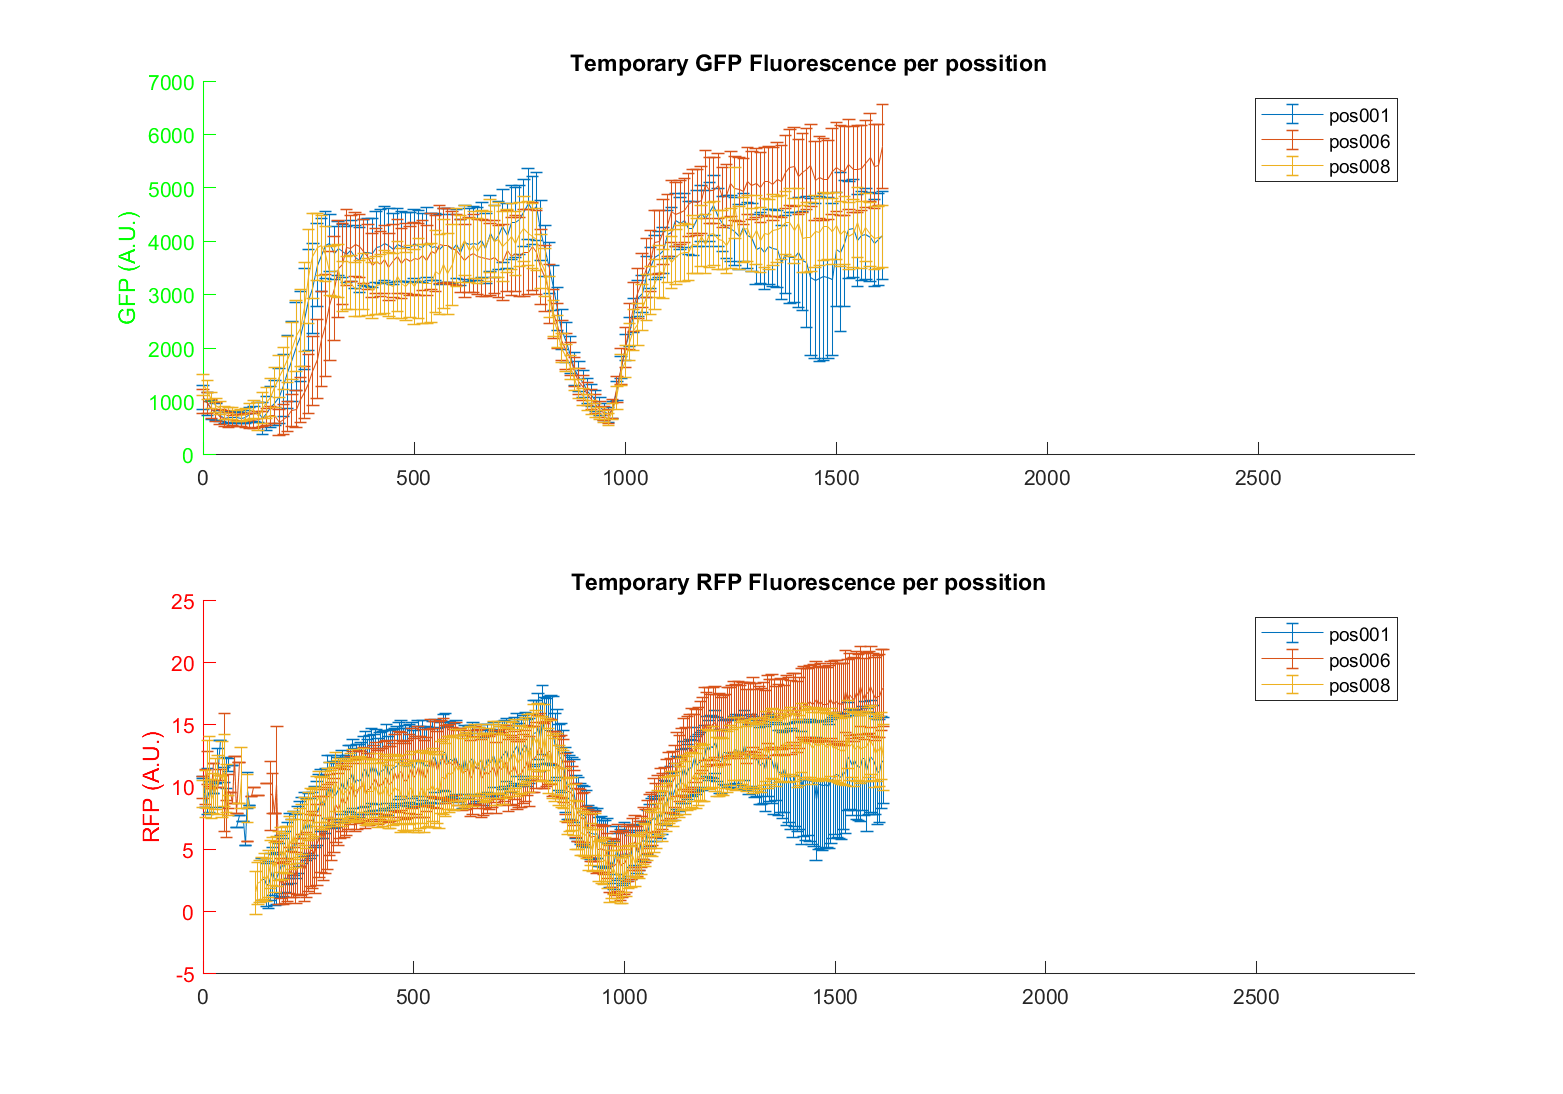 Temporary GFP Fluorescence per possition
GFP (A.U.)
7000
6000
5000
4000
3000
2000
1000
0
0 500 1000 1500 2000 2500
pos001
pos006
pos008
Temporary RFP Fluorescence per possition
RFP (A.U.)
25
20
15
10
5
0
-5
0 500 1000 1500 2000 2500
pos001
pos006
pos008